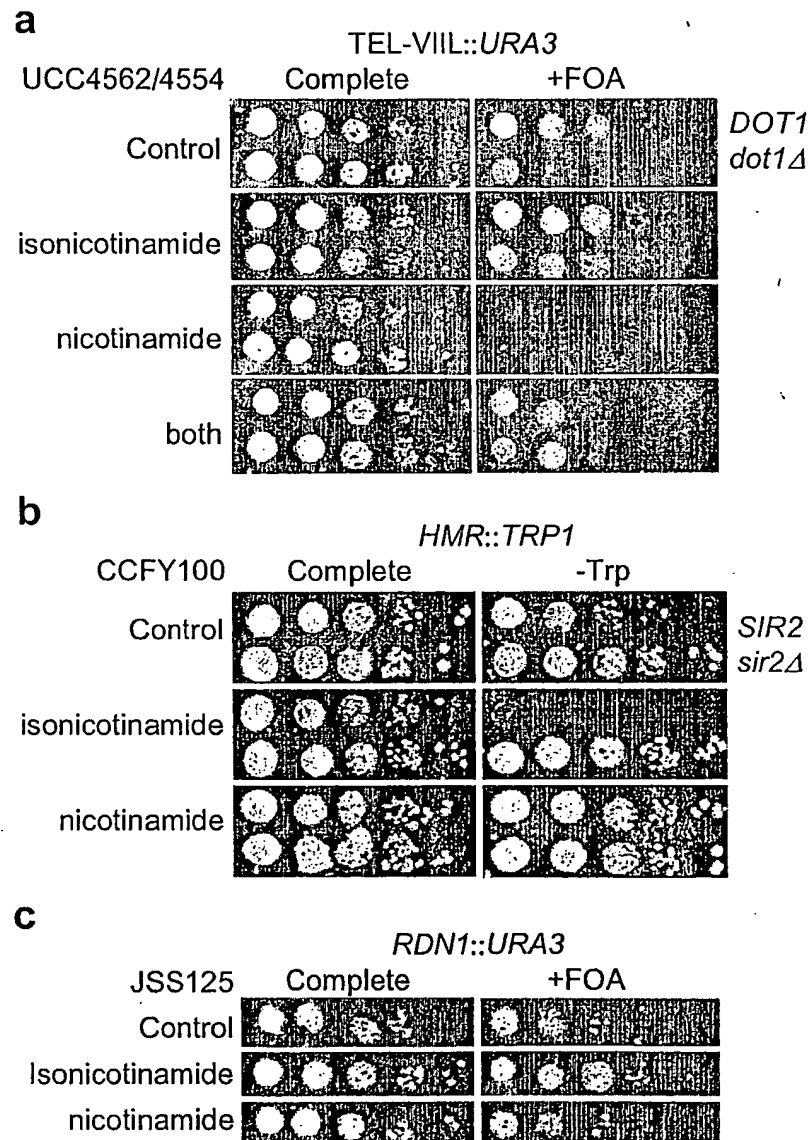 a
TEL-VIIL::URA3
UCC4562/4554 Complete +FOA
Control DOT1
dot1Δ
isonicotinamide
nicotinamide
both
b
HMR::TRP1
CCFY100 Complete -Trp
Control SIR2
sir2Δ
isonicotinamide
nicotinamide
c
RDN1::URA3
JSS125 Complete +FOA
Control
Isonicotinamide
nicotinamide